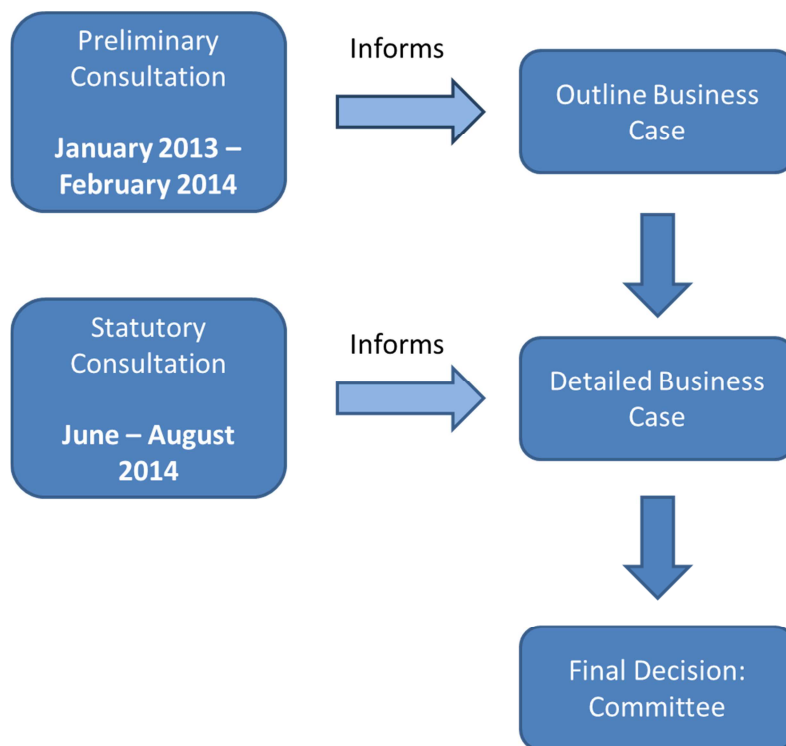 Preliminary
Consultation
January 2013 –
February 2014
Informs
Outline Business
Case
Statutory
Consultation
June – August
2014
Informs
Detailed Business
Case
Final Decision:
Committee